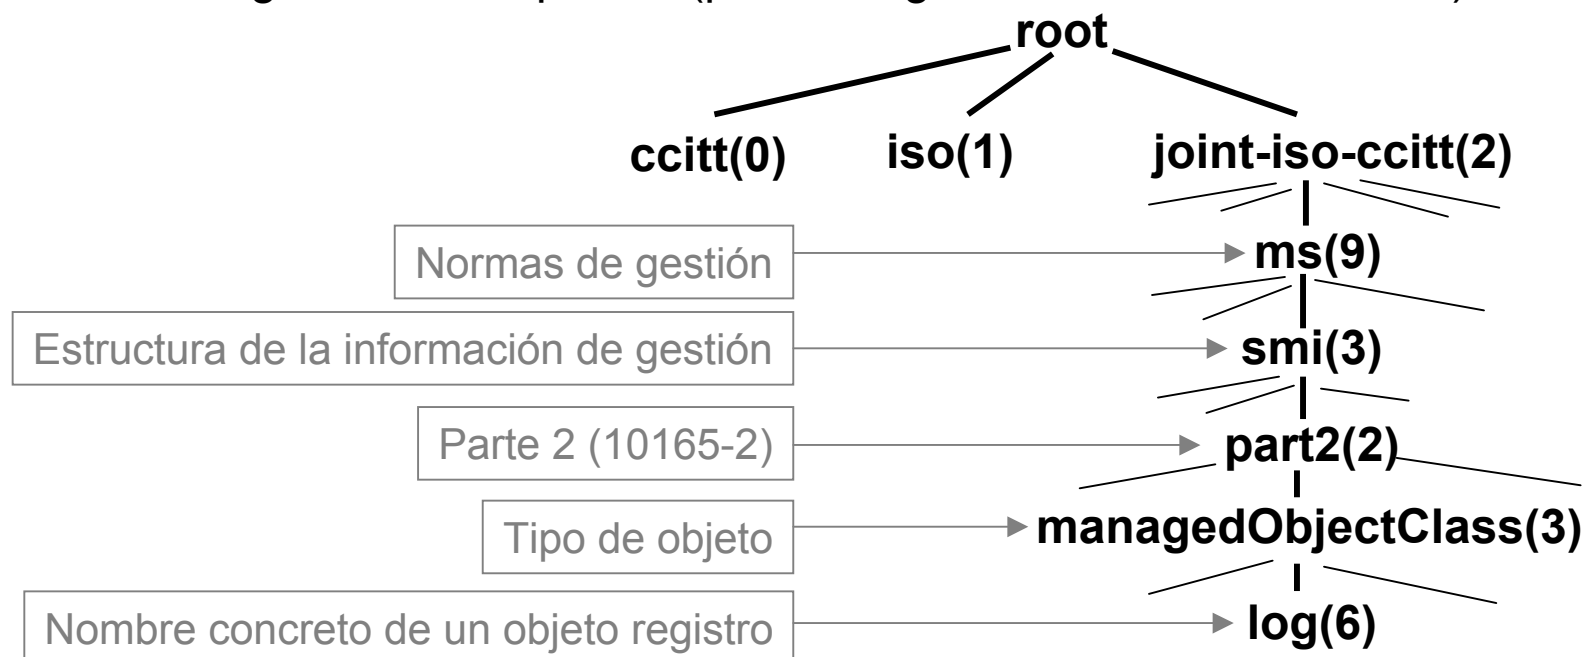 root
ccitt(0) iso(1) joint-iso-ccitt(2)
Normas de gestión ms(9)
Estructura de la información de gestión smi(3)
Parte 2 (10165-2) part2(2)
Tipo de objeto managedObjectClass(3)
Nombre concreto de un objeto registro log(6)